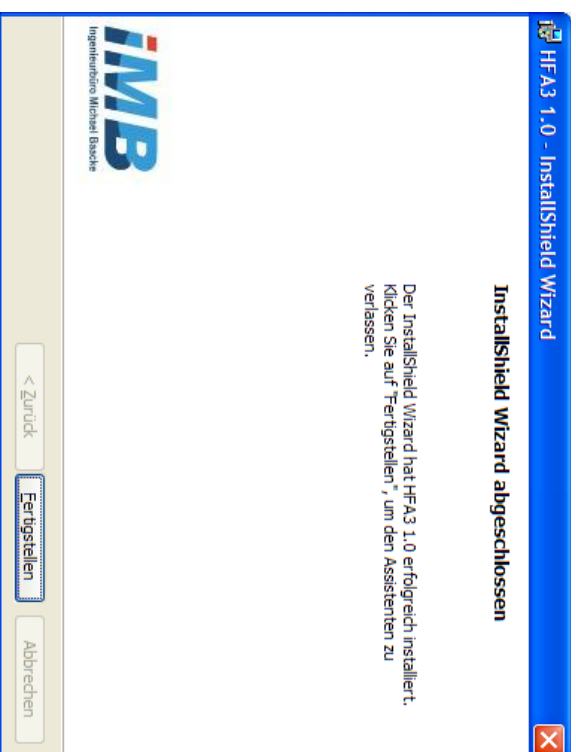 HFA3 1.0 - InstallShield Wizard
InstallShield Wizard abgeschlossen
Der InstallShield Wizard hat HFA3 1.0 erfolgreich installiert.
Klicken Sie auf "Fertigstellen", um den Assistenten zu
verlassen.
iMB
Ingenieurbüro Michael Baacke
< Zurück
Fertigstellen
Abbrechen